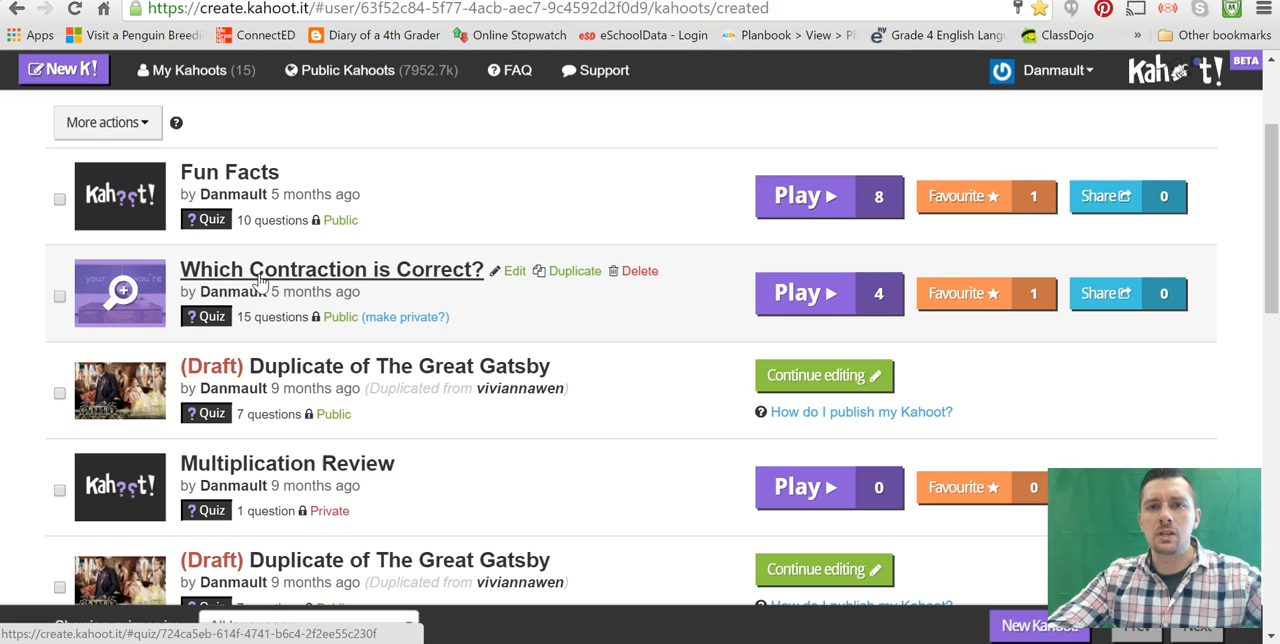 https://create.kahoot.it/#user/63f52c84-5f77-4acb-aec7-9c4592d2f0d9/kahoots/created
Apps Visit a Penguin Breedi ConnectED Diary of a 4th Grader Online Stopwatch esD eSchoolData - Login Planbook > View > Pl Grade 4 English Langu ClassDojo » Other bookmarks
New K! My Kahoots (15) Public Kahoots (7952.7k) ? FAQ Support Danmault Kahoot! BETA
More actions ?
Kahoot!
Fun Facts
by Danmault 5 months ago
? Quiz 10 questions Public
Play 8 Favourite 1 Share 0
your you're
Which Contraction is Correct? Edit Duplicate Delete
by Danmault 5 months ago
? Quiz 15 questions Public (make private?)
Play 4 Favourite 1 Share 0
(Draft) Duplicate of The Great Gatsby
by Danmault 9 months ago (Duplicated from viviannawen)
? Quiz 7 questions Public
Continue editing
? How do I publish my Kahoot?
Kahoot!
Multiplication Review
by Danmault 9 months ago
? Quiz 1 question Private
Play 0 Favourite 0
(Draft) Duplicate of The Great Gatsby
by Danmault 9 months ago (Duplicated from viviannawen)
Continue editing
New Kahoot
https://create.kahoot.it/#quiz/724ca5eb-614f-4741-b6c4-2f2ee55c230f